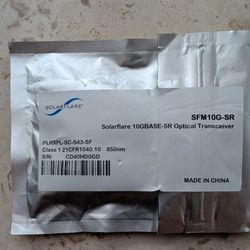 SOLARFLARE®
SFM10G-SR
Solarflare 10GBASE-SR Optical Transceiver
PLRXPL-SC-S43-SF
Class 1 21CFR1040.10 850nm
S/N: CD40HD0GD
MADE IN CHINA